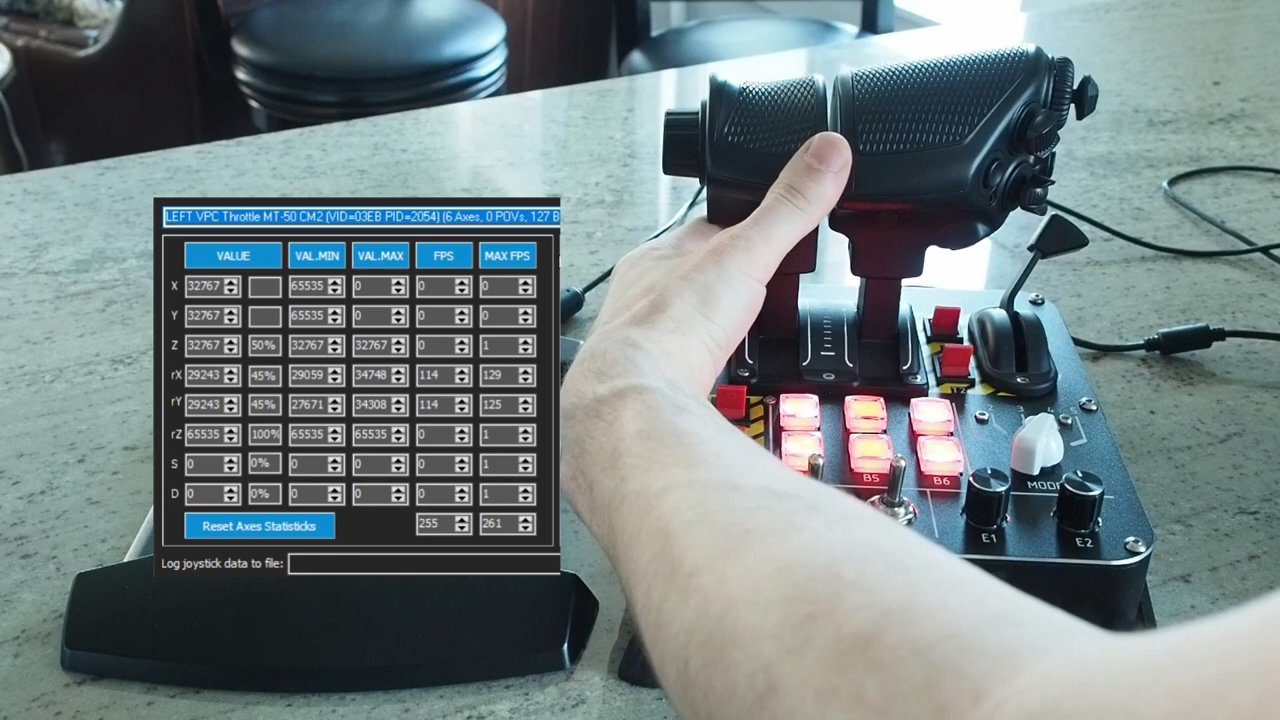 LEFT VPC Throttle MT-50 CM2 (VID=03EB PID=2054) (6 Axes, 0 POVs, 127 B
VALUE VAL.MIN VAL.MAX FPS MAX FPS
X 32767 65535 0 0 0
Y 32767 65535 0 0 0
Z 32767 50% 32767 32767 0 1
rX 29243 45% 29059 34748 114 129
rY 29243 45% 27671 34308 114 125
rZ 65535 100% 65535 65535 0 1
S 0 0% 0 0 0 1
D 0 0% 0 0 0 1
Reset Axes Statisticks 255 261
Log joystick data to file:
B5 B6
E1 E2